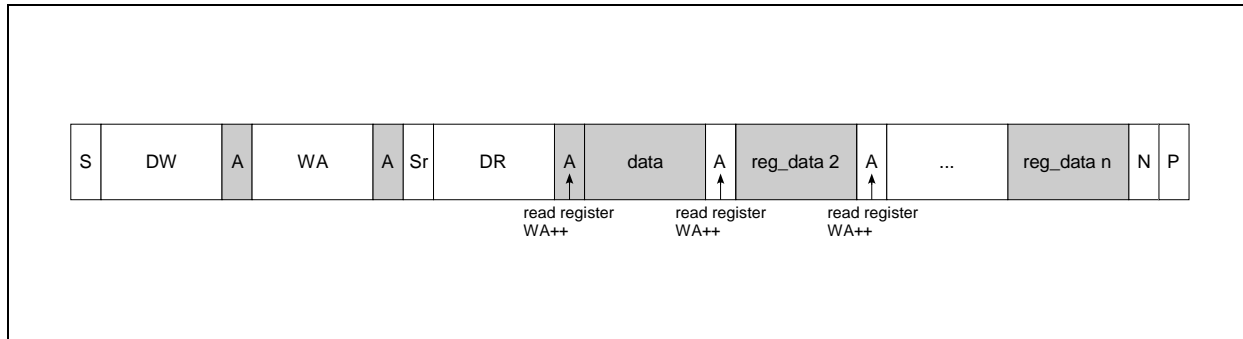 S DW A WA A Sr DR A data A reg_data 2 A ... reg_data n N P
read register read register read register
WA++ WA++ WA++